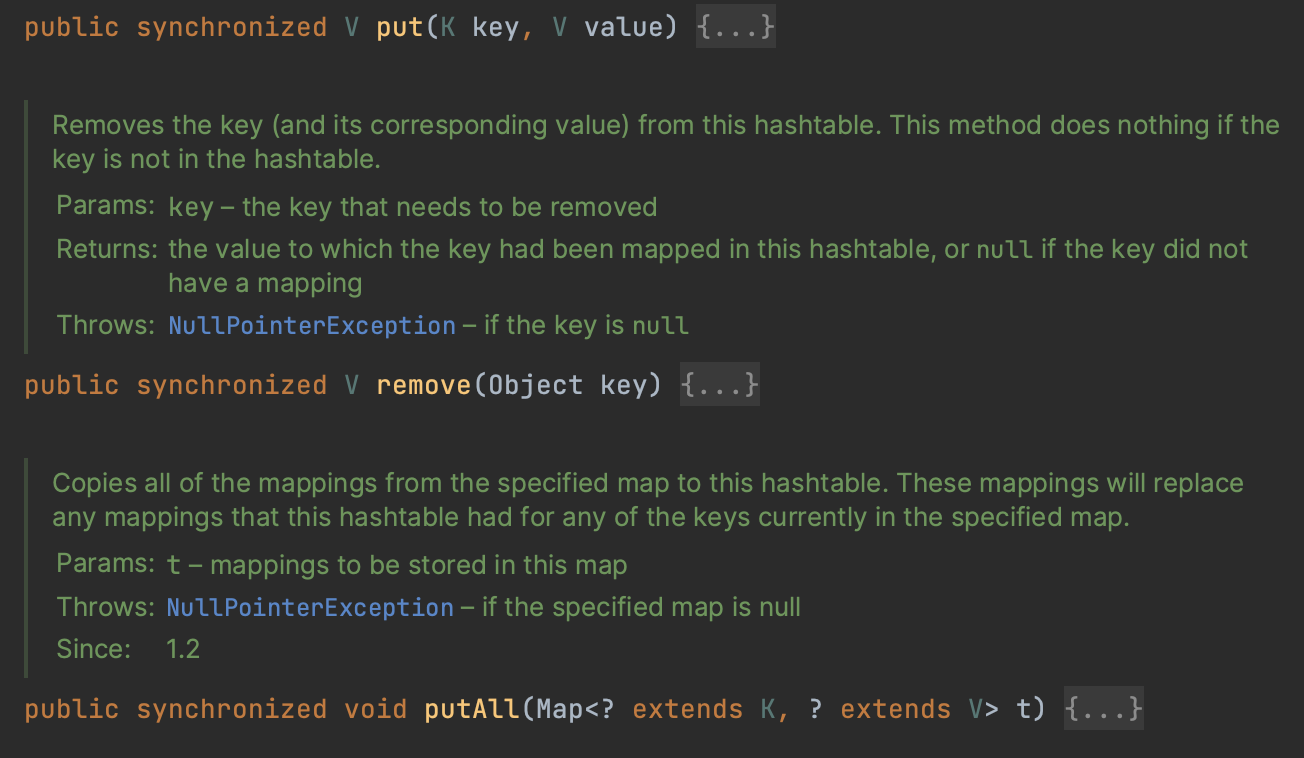 public synchronized V put(K key, V value) {...}
Removes the key (and its corresponding value) from this hashtable. This method does nothing if the
key is not in the hashtable.
Params: key – the key that needs to be removed
Returns: the value to which the key had been mapped in this hashtable, or null if the key did not
have a mapping
Throws: NullPointerException – if the key is null
public synchronized V remove(Object key) {...}
Copies all of the mappings from the specified map to this hashtable. These mappings will replace
any mappings that this hashtable had for any of the keys currently in the specified map.
Params: t – mappings to be stored in this map
Throws: NullPointerException – if the specified map is null
Since: 1.2
public synchronized void putAll(Map<? extends K, ? extends V> t) {...}